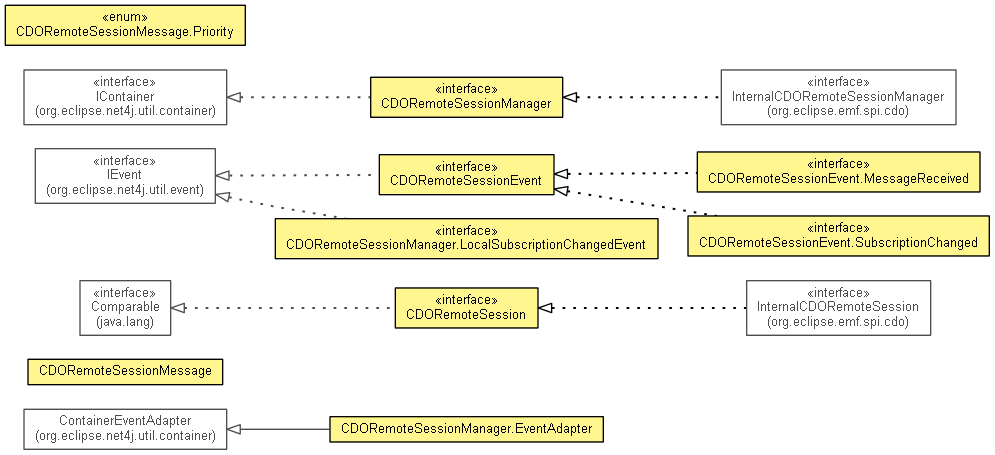 «enum»
CDORemoteSessionMessage.Priority
«interface»
IContainer
(org.eclipse.net4j.util.container)
«interface»
CDORemoteSessionManager
«interface»
InternalCDORemoteSessionManager
(org.eclipse.emf.spi.cdo)
«interface»
IEvent
(org.eclipse.net4j.util.event)
«interface»
CDORemoteSessionEvent
«interface»
CDORemoteSessionEvent.MessageReceived
«interface»
CDORemoteSessionManager.LocalSubscriptionChangedEvent
«interface»
CDORemoteSessionEvent.SubscriptionChanged
«interface»
Comparable
(java.lang)
«interface»
CDORemoteSession
«interface»
InternalCDORemoteSession
(org.eclipse.emf.spi.cdo)
CDORemoteSessionMessage
ContainerEventAdapter
(org.eclipse.net4j.util.container)
CDORemoteSessionManager.EventAdapter